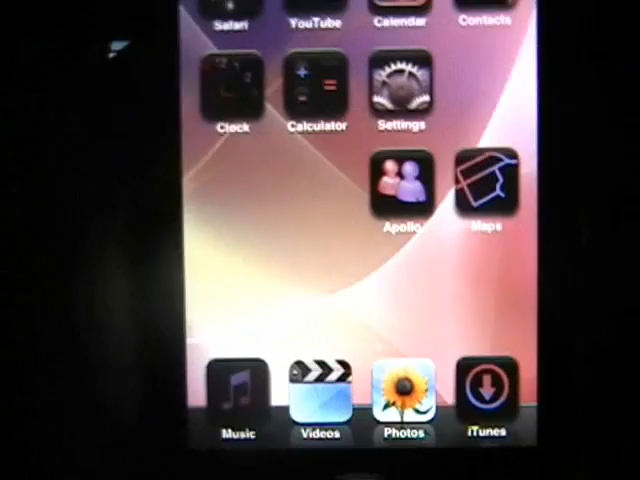 Safari YouTube Calendar Contacts
Clock Calculator Settings
Apollo Maps
Music Videos Photos iTunes